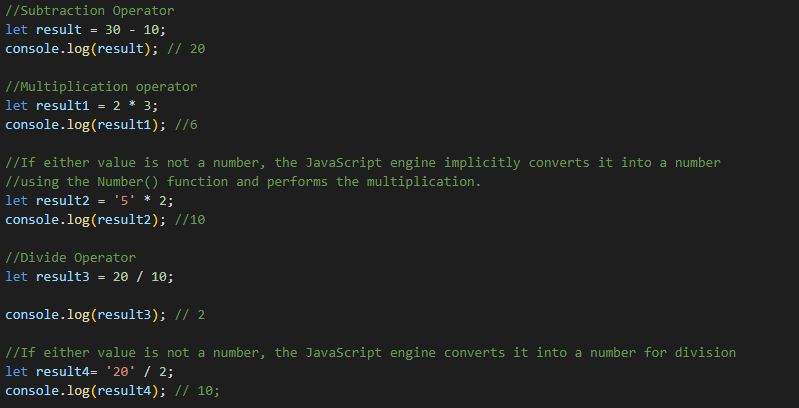 //Subtraction Operator
let result = 30 - 10;
console.log(result); // 20

//Multiplication operator
let result1 = 2 * 3;
console.log(result1); //6

//If either value is not a number, the JavaScript engine implicitly converts it into a number
//using the Number() function and performs the multiplication.
let result2 = '5' * 2;
console.log(result2); //10

//Divide Operator
let result3 = 20 / 10;

console.log(result3); // 2

//If either value is not a number, the JavaScript engine converts it into a number for division
let result4= '20' / 2;
console.log(result4); // 10;